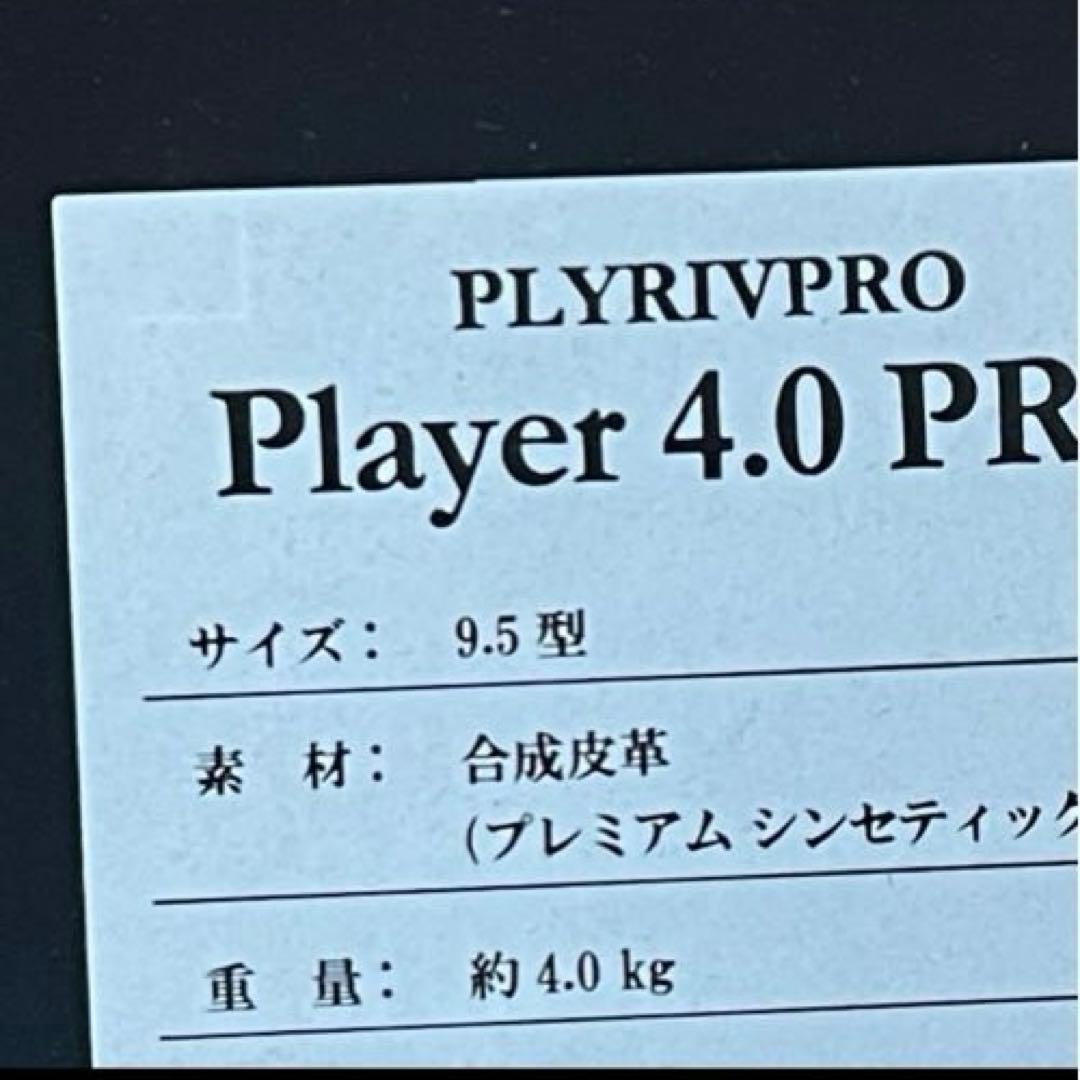 PLYRIVPRO
Player 4.0 PR
サイズ: 9.5 型
素　材: 合成皮革
(プレミアム シンセティック
重　量: 約 4.0 kg